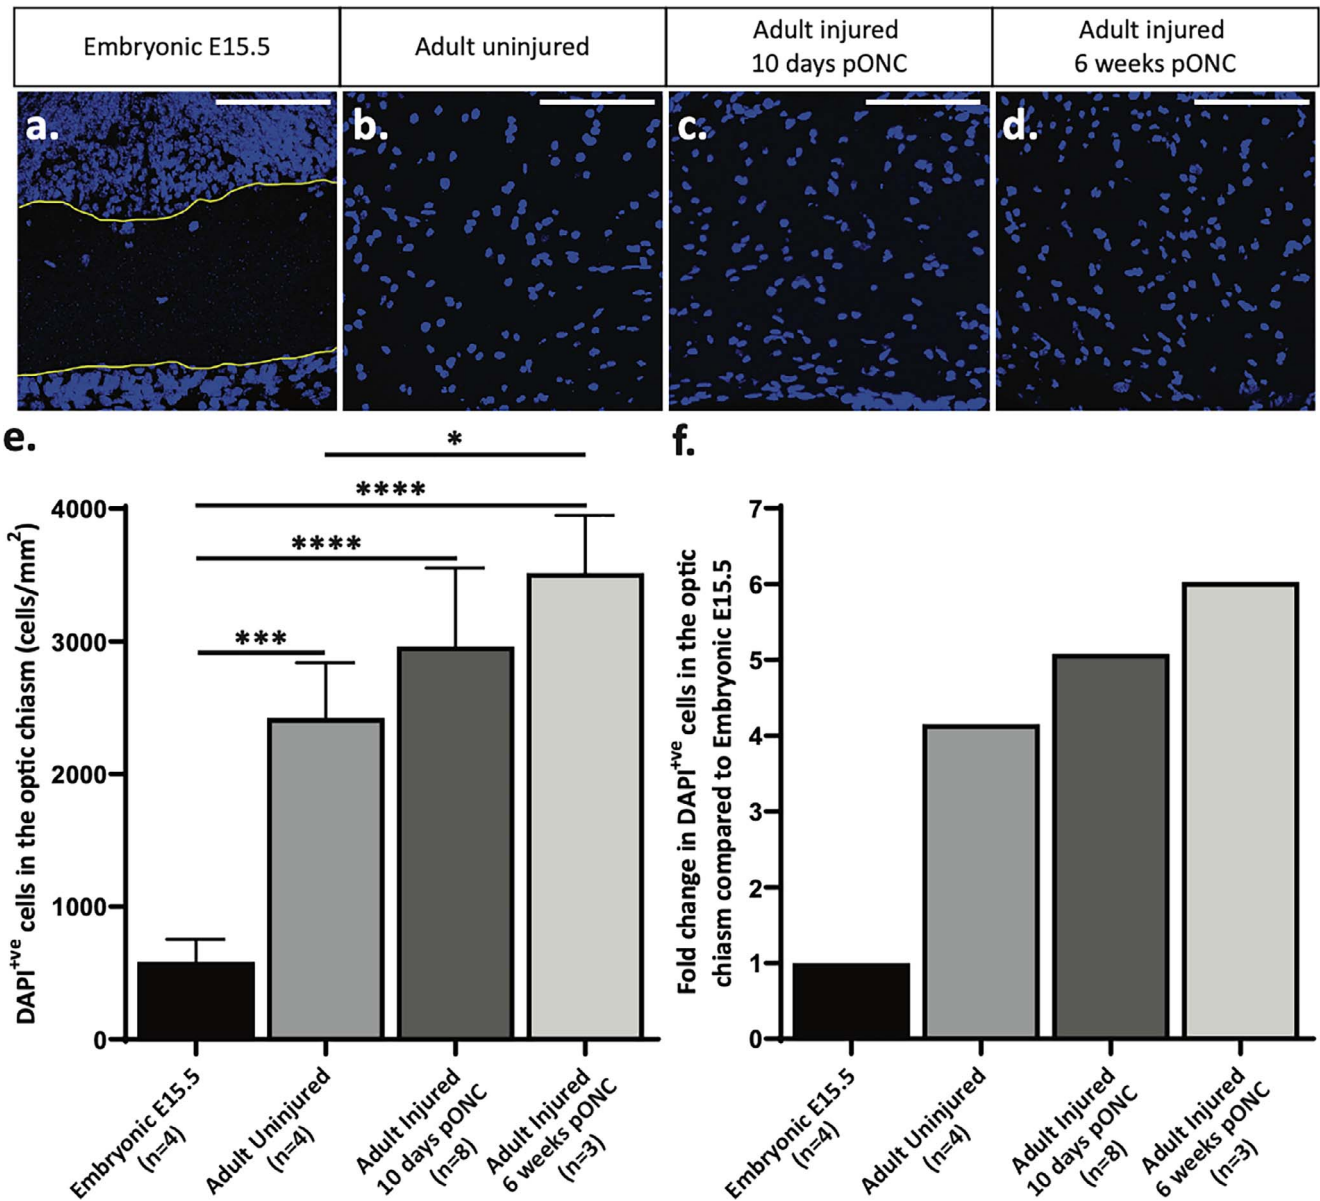 Embryonic E15.5
Adult uninjured
Adult injured
10 days pONC
Adult injured
6 weeks pONC
a.
b.
c.
d.
e.
DAPI+ve cells in the optic chiasm (cells/mm2)
4000
3000
2000
1000
0
*
****
****
***
Embryonic E15.5
(n=4)
Adult Uninjured
(n=4)
Adult Injured
10 days pONC
(n=8)
Adult Injured
6 weeks pONC
(n=3)
f.
Fold change in DAPI+ve cells in the optic
chiasm compared to Embryonic E15.5
7
6
5
4
3
2
1
0
Embryonic E15.5
(n=4)
Adult Uninjured
(n=4)
Adult Injured
10 days pONC
(n=8)
Adult Injured
6 weeks pONC
(n=3)